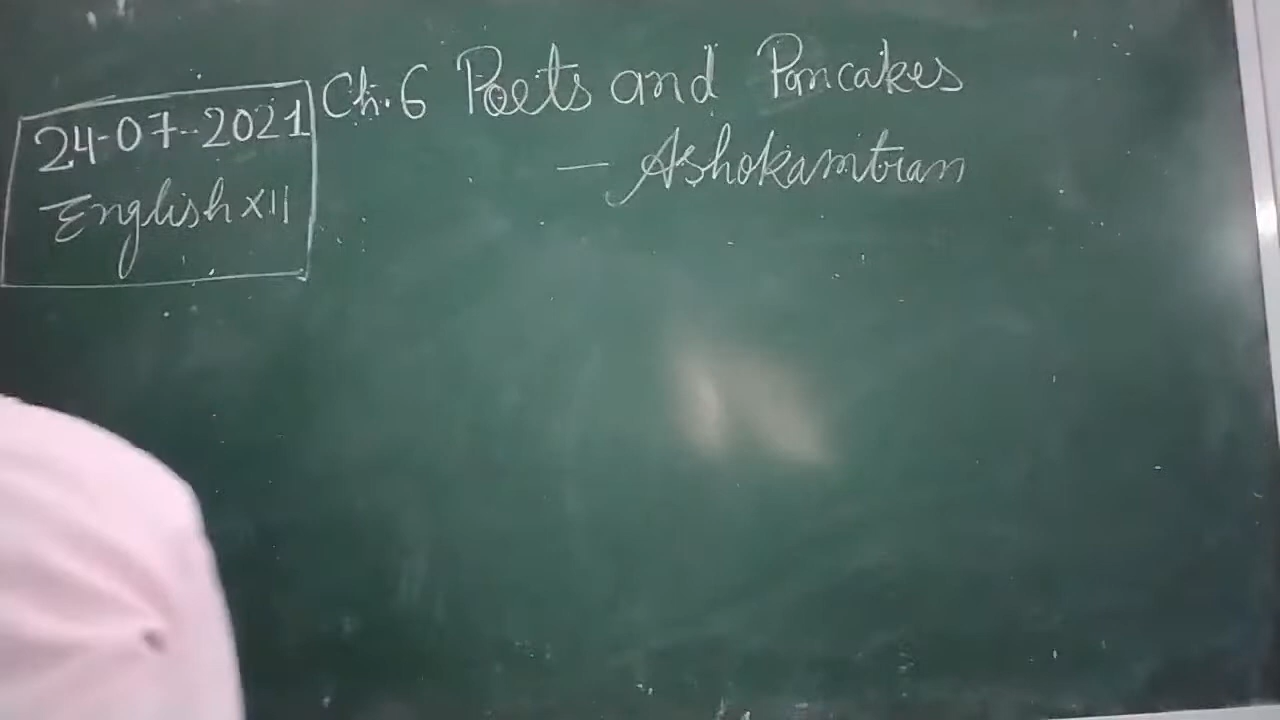 24-07-2021
English XII
Ch. 6 Poets and Pancakes
- Ashokamitran